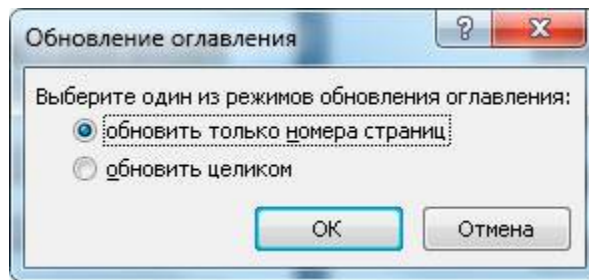 Обновление оглавления
Выберите один из режимов обновления оглавления:
обновить только номера страниц
обновить целиком
ОК
Отмена